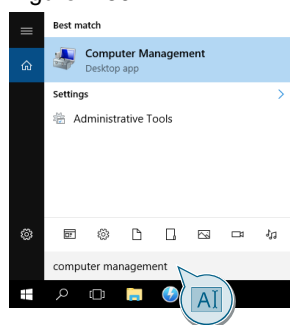 Best match
Computer Management
Desktop app
Settings
Administrative Tools
computer management
AI